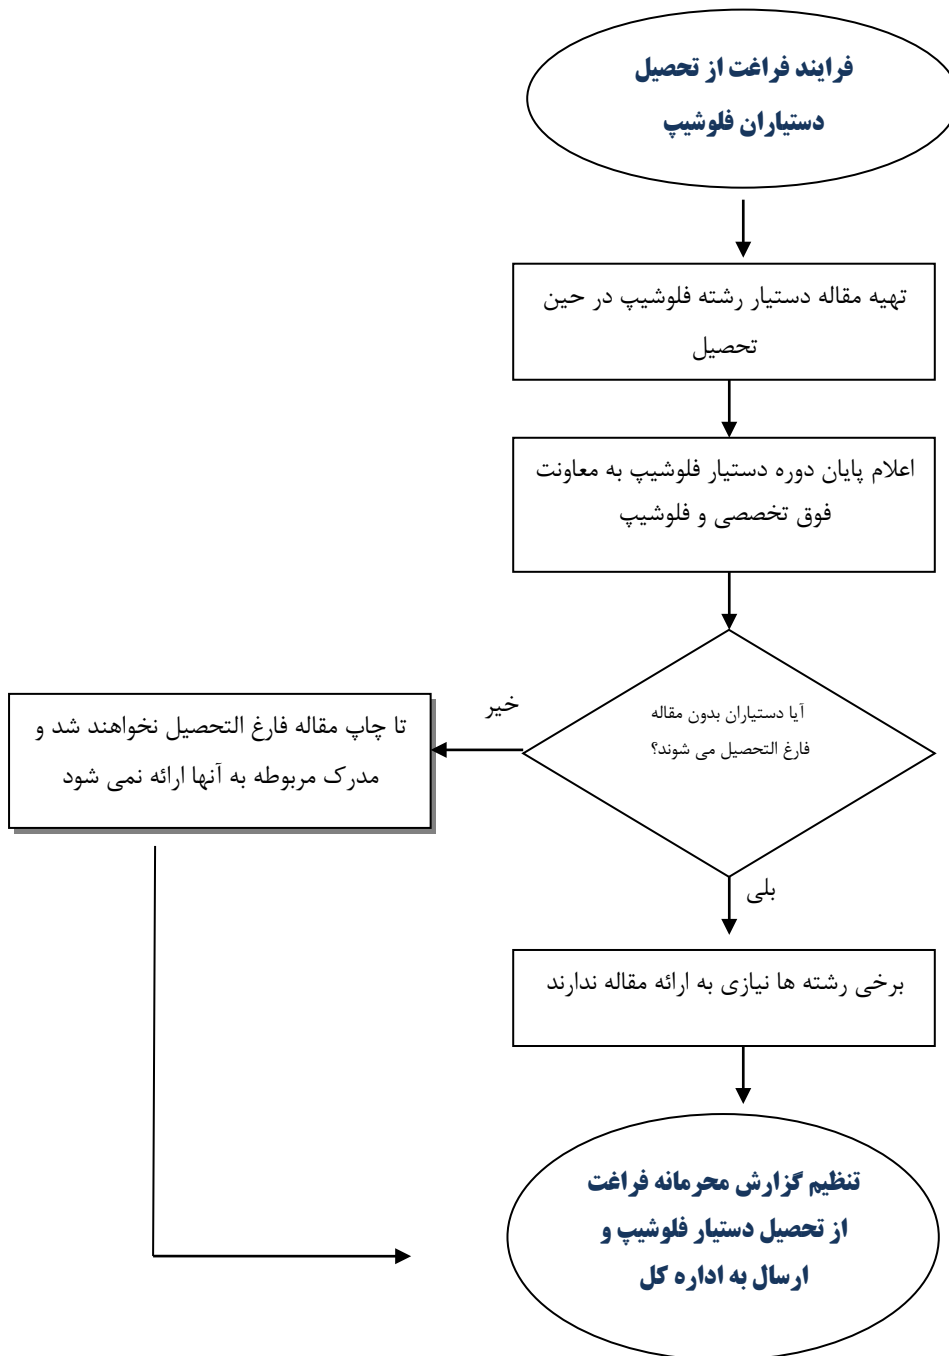 فرایند فراغت از تحصیل
دستیاران فلوشیپ
تهیه مقاله دستیار رشته فلوشیپ در حین
تحصیل
اعلام پایان دوره دستیار فلوشیپ به معاونت
فوق تخصصی و فلوشیپ
آیا دستیاران بدون مقاله
فارغ التحصیل می شوند؟
خیر
تا چاپ مقاله فارغ التحصیل نخواهند شد و
مدرک مربوطه به آنها ارائه نمی شود
بلی
برخی رشته ها نیازی به ارائه مقاله ندارند
تنظیم گزارش محرمانه فراغت
از تحصیل دستیار فلوشیپ و
ارسال به اداره کل